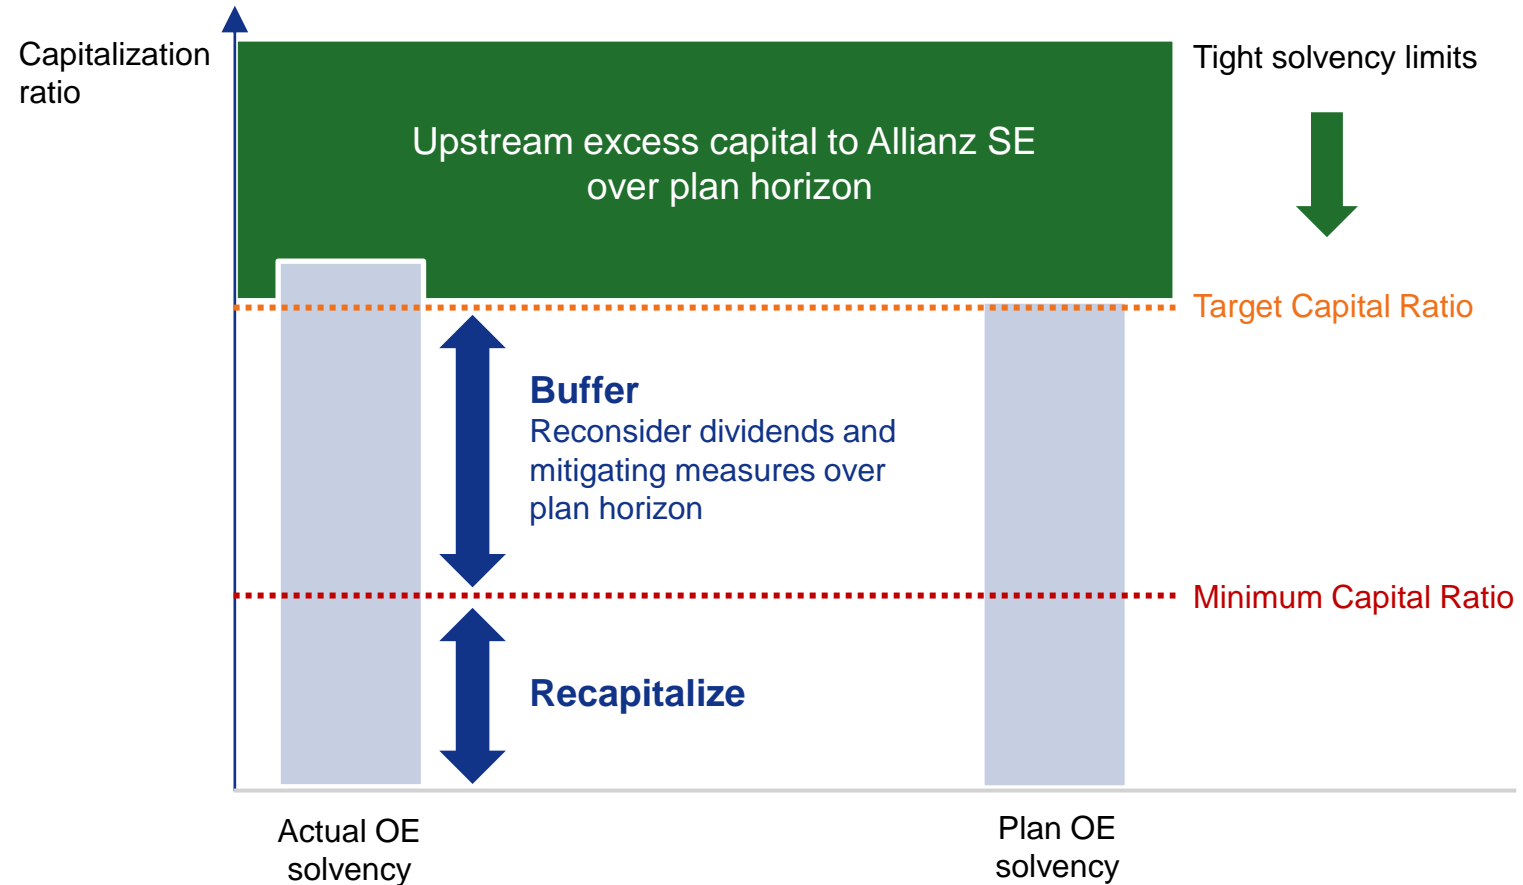 Capitalization
ratio
Upstream excess capital to Allianz SE
over plan horizon
Tight solvency limits
Target Capital Ratio
Buffer
Reconsider dividends and
mitigating measures over
plan horizon
Minimum Capital Ratio
Recapitalize
Actual OE
solvency
Plan OE
solvency